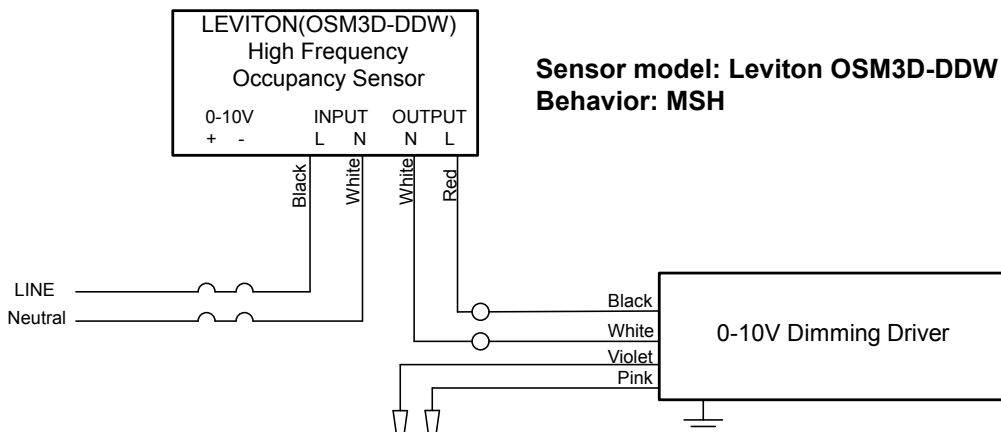 LEVITON(OSM3D-DDW)
High Frequency
Occupancy Sensor
0-10V INPUT OUTPUT
+ - L N N L
Sensor model: Leviton OSM3D-DDW
Behavior: MSH
Black
White
White
Red
LINE
Neutral
Black
White
Violet
Pink
0-10V Dimming Driver